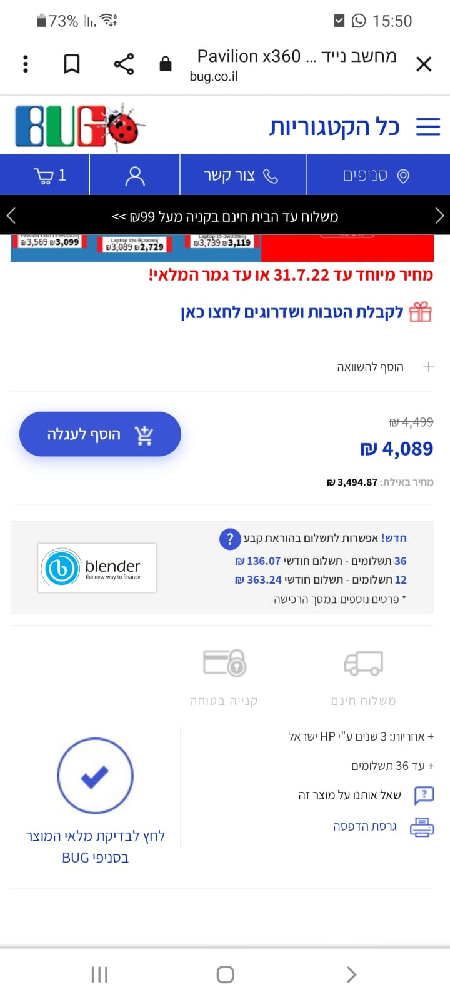 73% 15:50
מחשב נייד ... Pavilion x360
bug.co.il
BUG
כל הקטגוריות
סניפים
צור קשר
1
משלוח עד הבית חינם בקניה מעל 99₪ >>
₪3,569 ₪3,099
Laptop 15s-fq2008nj
₪3,089 ₪2,729
Laptop 15-dw3006nj
₪3,739 ₪3,119
מחיר מיוחד עד 31.7.22 או עד גמר המלאי!
לקבלת הטבות ושדרוגים לחצו כאן
הוסף להשוואה
4,499 ₪
4,089 ₪
הוסף לעגלה
מחיר באילת: 3,494.87 ₪
חדש! אפשרות לתשלום בהוראת קבע ?
36 תשלומים - תשלום חודשי 136.07 ₪
12 תשלומים - תשלום חודשי 363.24 ₪
* פרטים נוספים במסך הרכישה
blender
the new way to finance
משלוח חינם
קנייה בטוחה
+ אחריות: 3 שנים ע"י HP ישראל
+ עד 36 תשלומים
שאל אותנו על מוצר זה
גרסת הדפסה
לחץ לבדיקת מלאי המוצר
בסניפי BUG